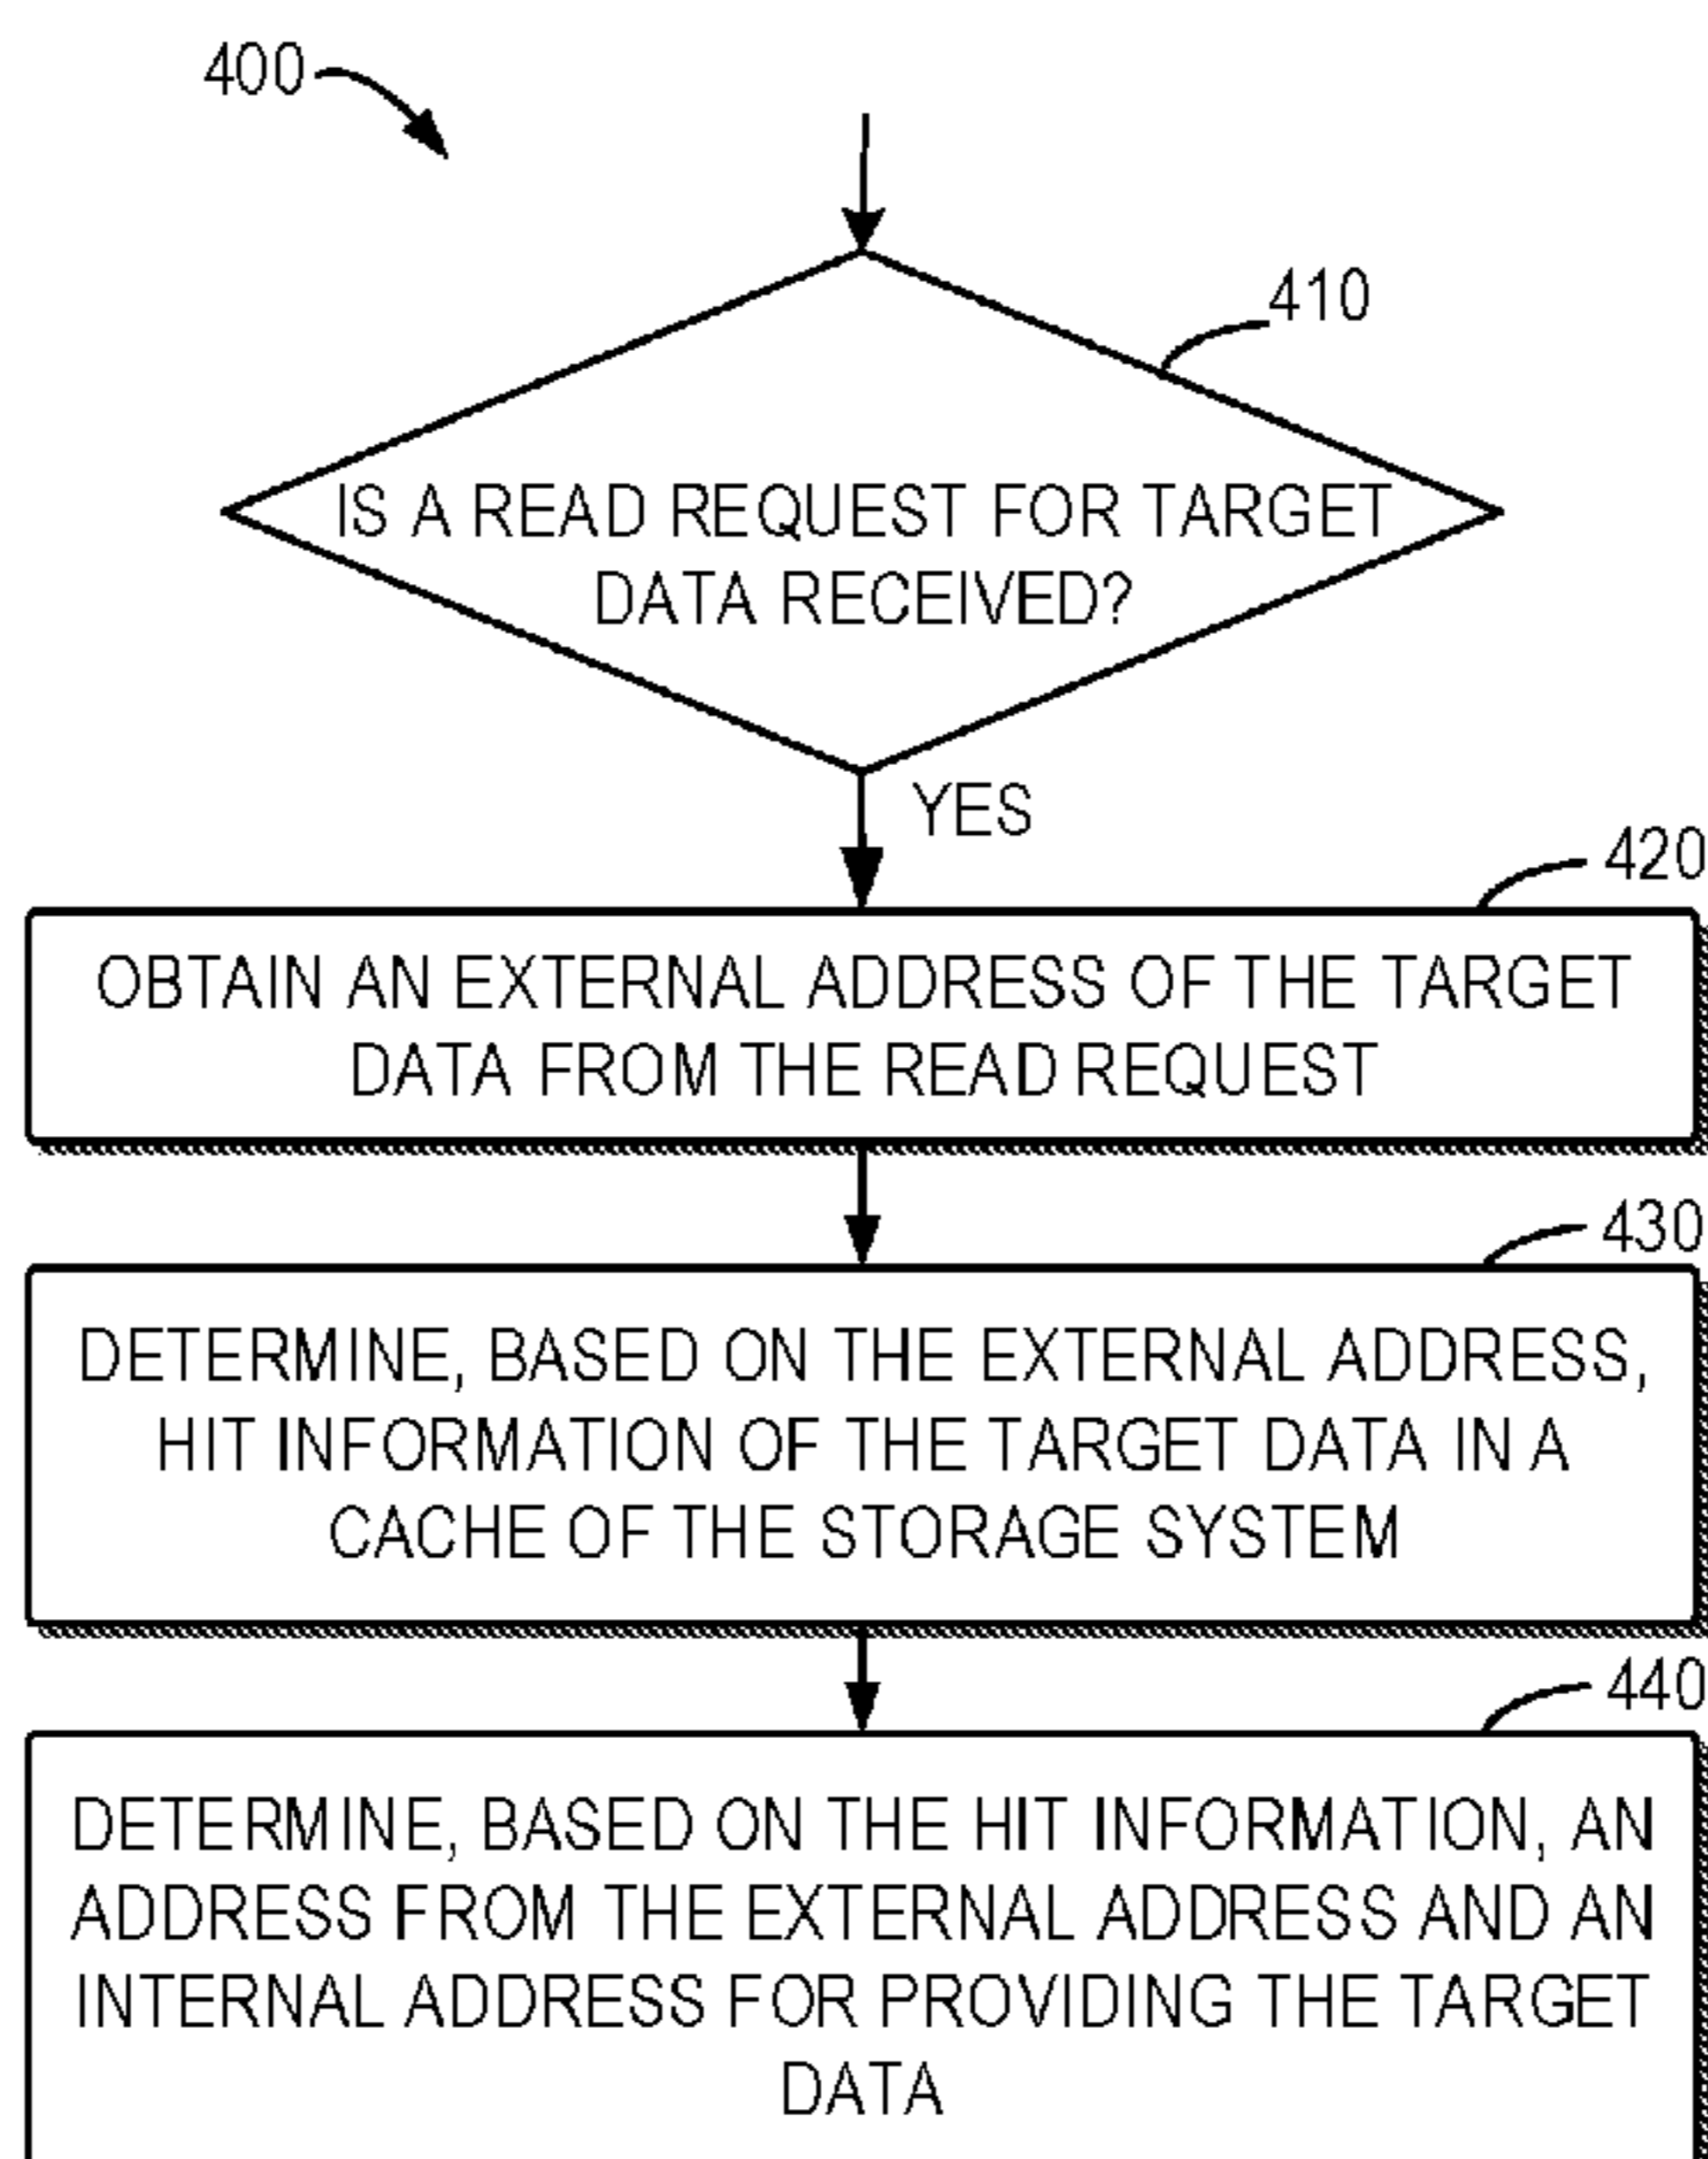 400
410
IS A READ REQUEST FOR TARGET
DATA RECEIVED?
YES
420
OBTAIN AN EXTERNAL ADDRESS OF THE TARGET
DATA FROM THE READ REQUEST
430
DETERMINE, BASED ON THE EXTERNAL ADDRESS,
HIT INFORMATION OF THE TARGET DATA IN A
CACHE OF THE STORAGE SYSTEM
440
DETERMINE, BASED ON THE HIT INFORMATION, AN
ADDRESS FROM THE EXTERNAL ADDRESS AND AN
INTERNAL ADDRESS FOR PROVIDING THE TARGET
DATA